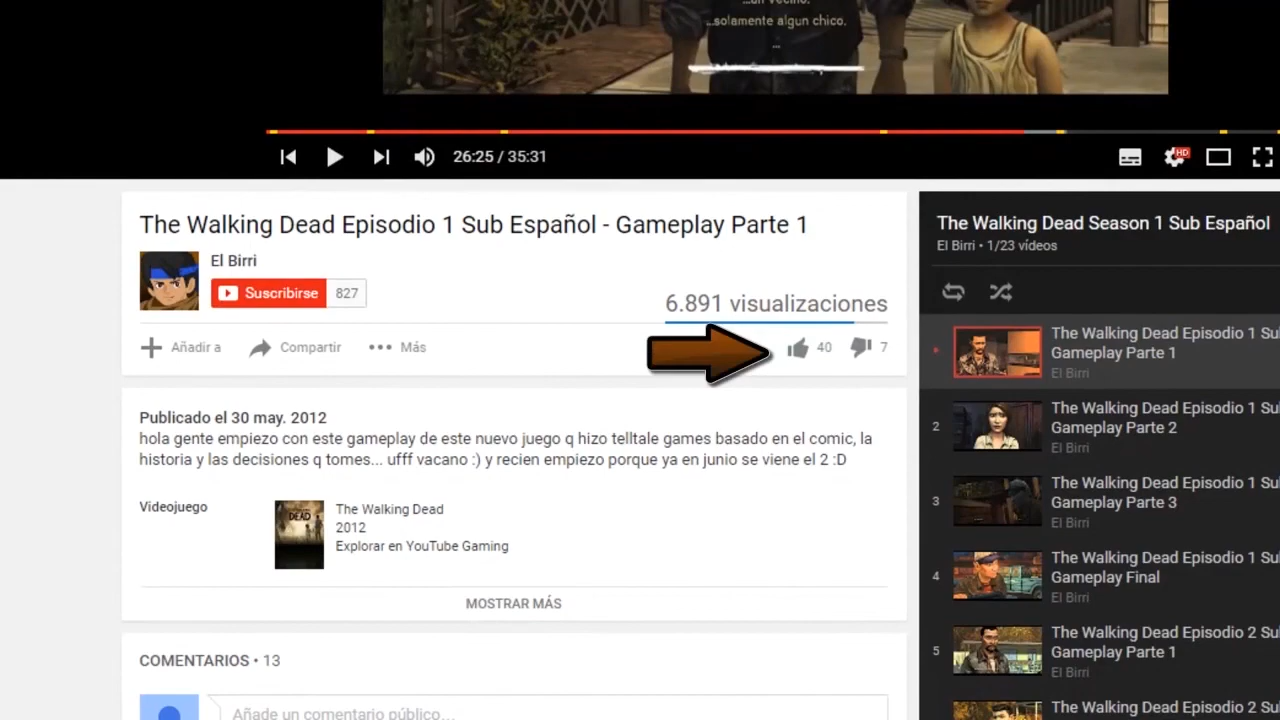 ...un vecino.
...solamente algun chico.
...
26:25 / 35:31
HD
The Walking Dead Episodio 1 Sub Español - Gameplay Parte 1
El Birri
Suscribirse 827
6.891 visualizaciones
Añadir a Compartir Más 40 7
Publicado el 30 may. 2012
hola gente empiezo con este gameplay de este nuevo juego q hizo telltale games basado en el comic, la
historia y las decisiones q tomes... ufff vacano :) y recien empiezo porque ya en junio se viene el 2 :D
Videojuego
DEAD
The Walking Dead
2012
Explorar en YouTube Gaming
MOSTRAR MÁS
COMENTARIOS • 13
Añade un comentario público...
The Walking Dead Season 1 Sub Español
El Birri • 1/23 vídeos
The Walking Dead Episodio 1 Su
Gameplay Parte 1
El Birri
2
The Walking Dead Episodio 1 Su
Gameplay Parte 2
El Birri
3
The Walking Dead Episodio 1 Su
Gameplay Parte 3
El Birri
4
The Walking Dead Episodio 1 Su
Gameplay Final
El Birri
5
The Walking Dead Episodio 2 Su
Gameplay Parte 1
El Birri
The Walking Dead Episodio 2 Su